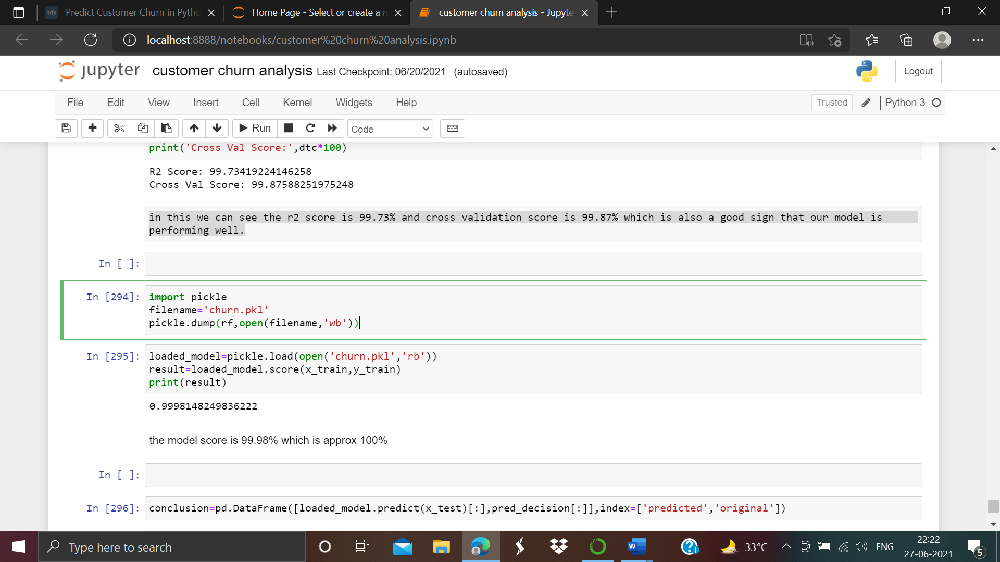 tds Predict Customer Churn in Pytho
Home Page - Select or create a n
customer churn analysis - Jupyte
localhost:8888/notebooks/customer%20churn%20analysis.ipynb
jupyter customer churn analysis Last Checkpoint: 06/20/2021 (autosaved)
Logout
File Edit View Insert Cell Kernel Widgets Help
Trusted
Python 3
Run
Code
print('Cross Val Score:',dtc*100)
R2 Score: 99.73419224146258
Cross Val Score: 99.87588251975248
in this we can see the r2 score is 99.73% and cross validation score is 99.87% which is also a good sign that our model is
performing well.
In [ ]:
In [294]:
import pickle
filename='churn.pkl'
pickle.dump(rf,open(filename,'wb'))
In [295]:
loaded_model=pickle.load(open('churn.pkl','rb'))
result=loaded_model.score(x_train,y_train)
print(result)
0.9998148249836222
the model score is 99.98% which is approx 100%
In [ ]:
In [296]:
conclusion=pd.DataFrame([loaded_model.predict(x_test)[:],pred_decision[:]],index=['predicted','original'])
Type here to search
W
33°C
ENG
22:22
27-06-2021
5